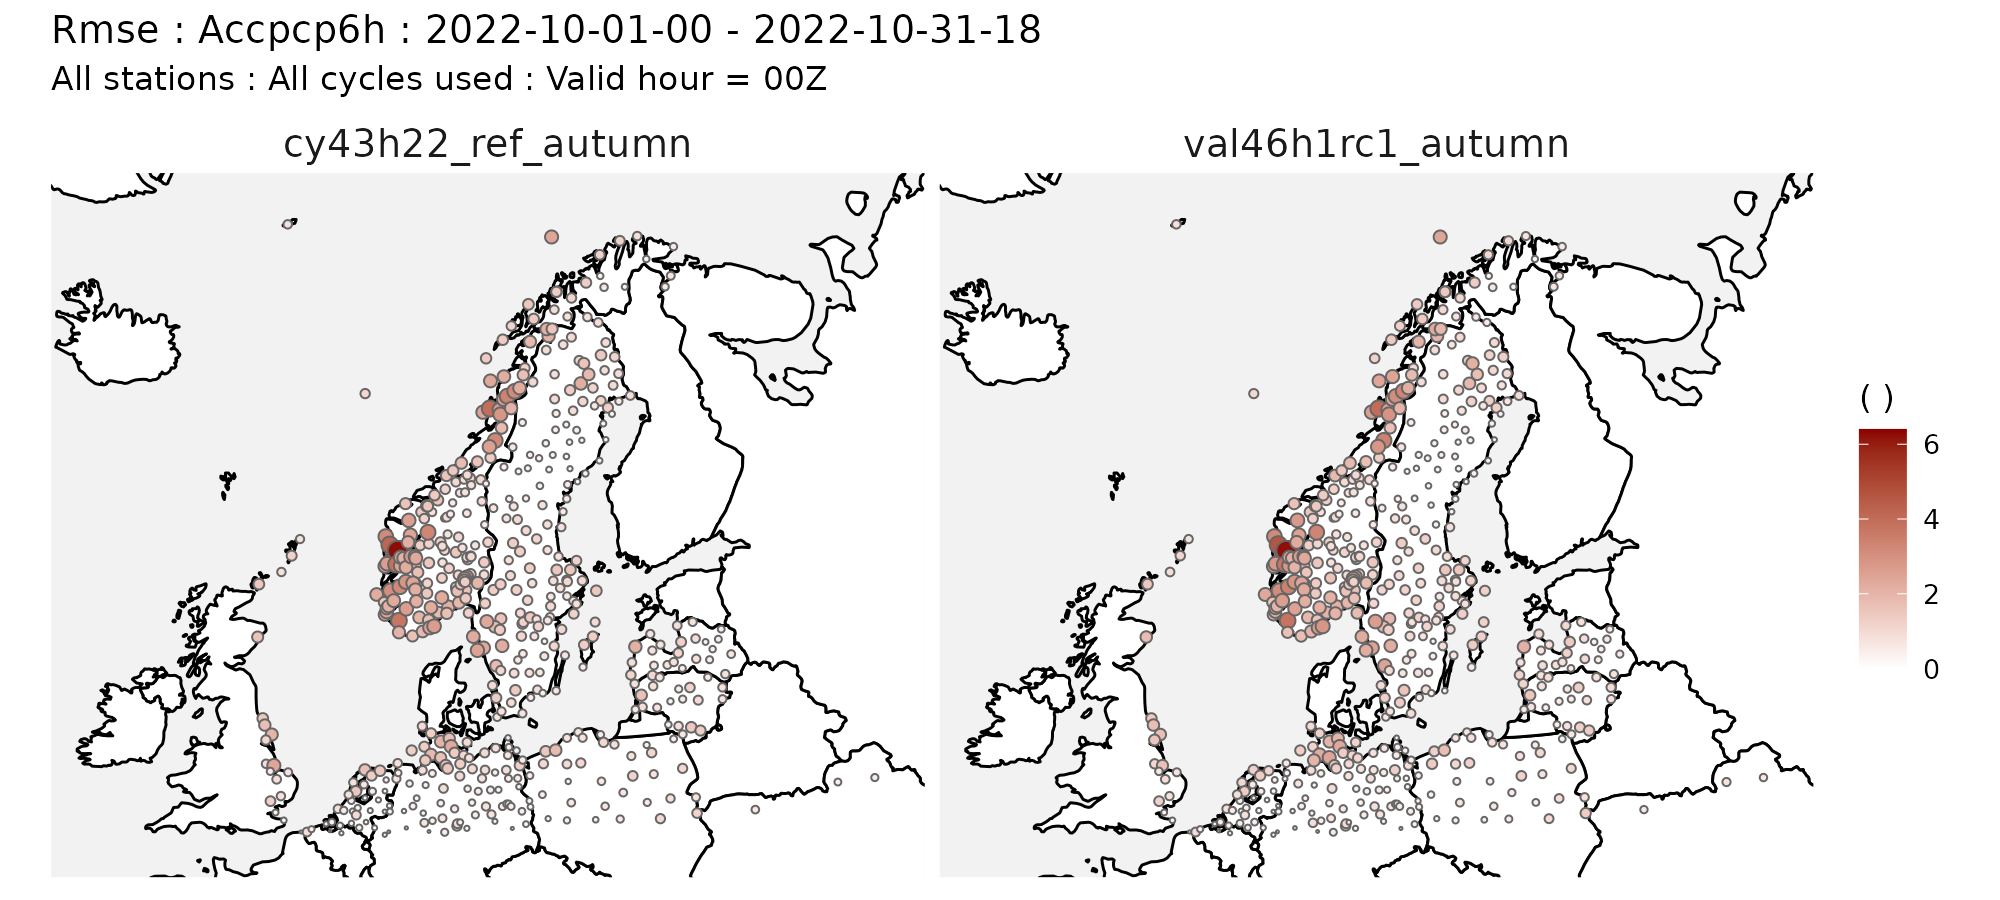 Rmse : Accpcp6h : 2022-10-01-00 - 2022-10-31-18
All stations : All cycles used : Valid hour = 00Z
cy43h22_ref_autumn
val46h1rc1_autumn
( )
6
4
2
0